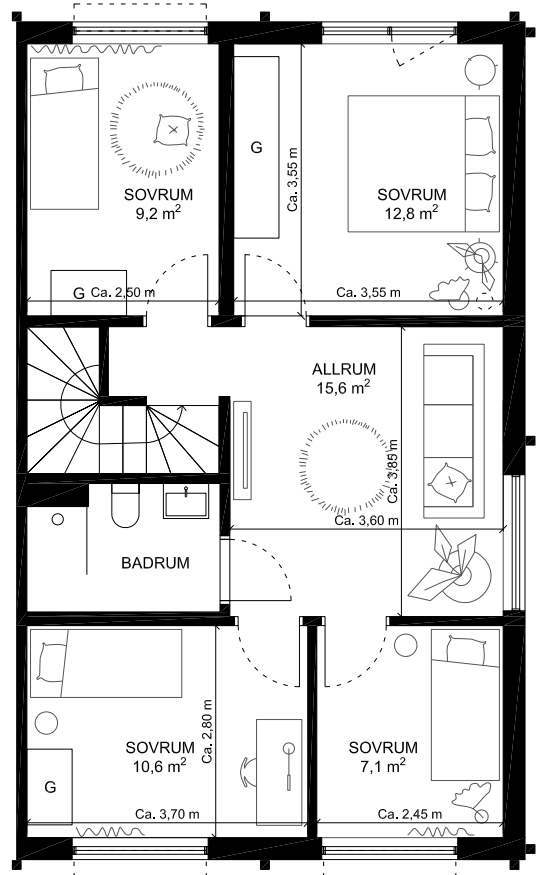 SOVRUM
9,2 m²
G
Ca. 2,50 m
G
Ca. 3,55 m
SOVRUM
12,8 m²
Ca. 3,55 m
ALLRUM
15,6 m²
Ca. 3,85 m
Ca. 3,60 m
BADRUM
SOVRUM
10,6 m²
Ca. 2,80 m
G
Ca. 3,70 m
SOVRUM
7,1 m²
Ca. 2,45 m